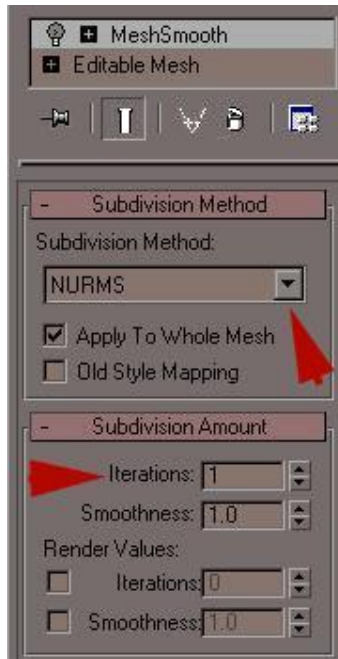 MeshSmooth
Editable Mesh
- Subdivision Method
Subdivision Method:
NURMS
Apply To Whole Mesh
Old Style Mapping
- Subdivision Amount
Iterations: 1
Smoothness: 1.0
Render Values:
Iterations: 0
Smoothness: 1.0